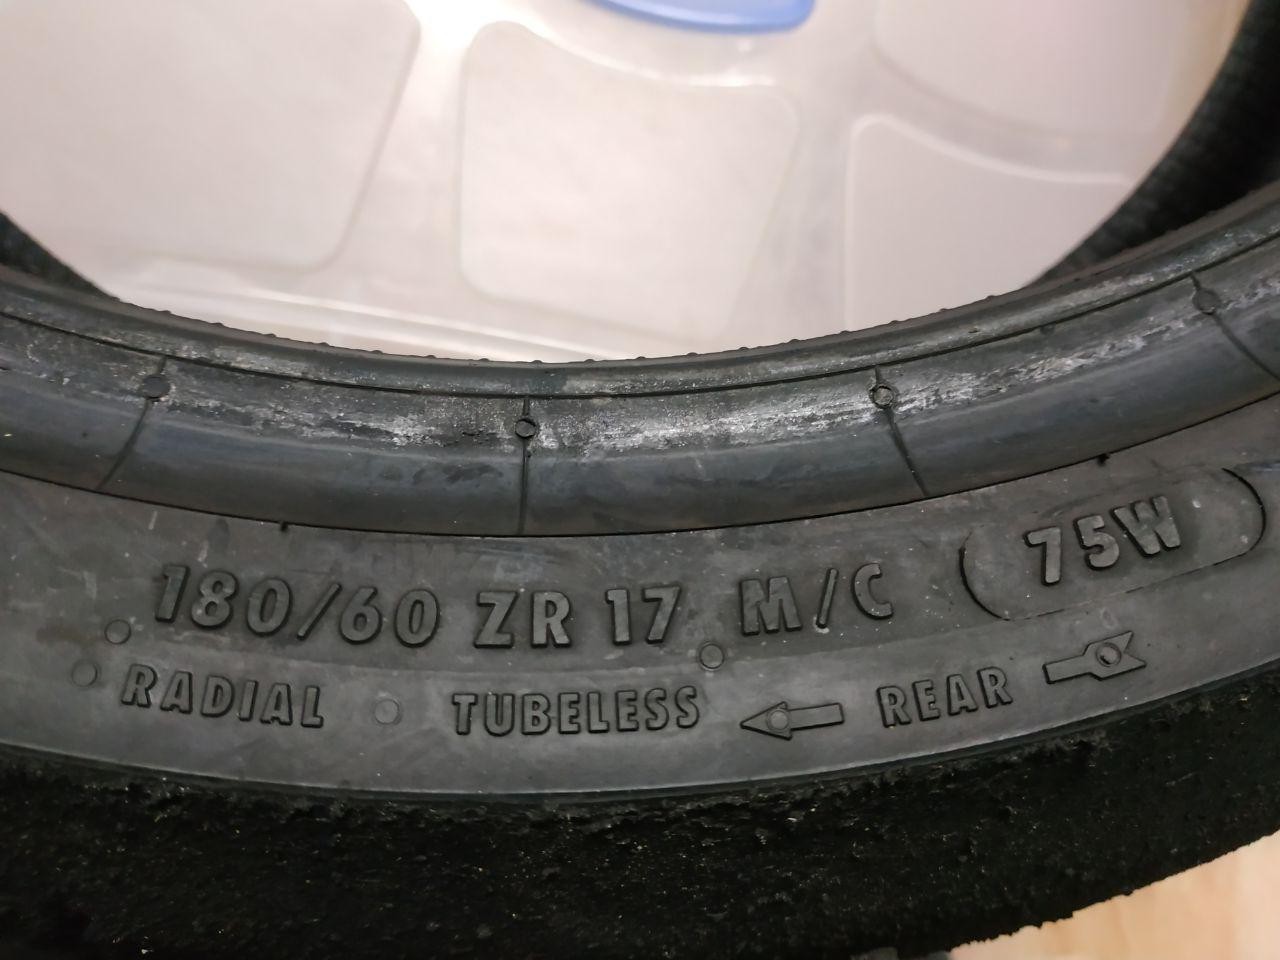 180/60 ZR 17 M/C (75W)
RADIAL TUBELESS REAR